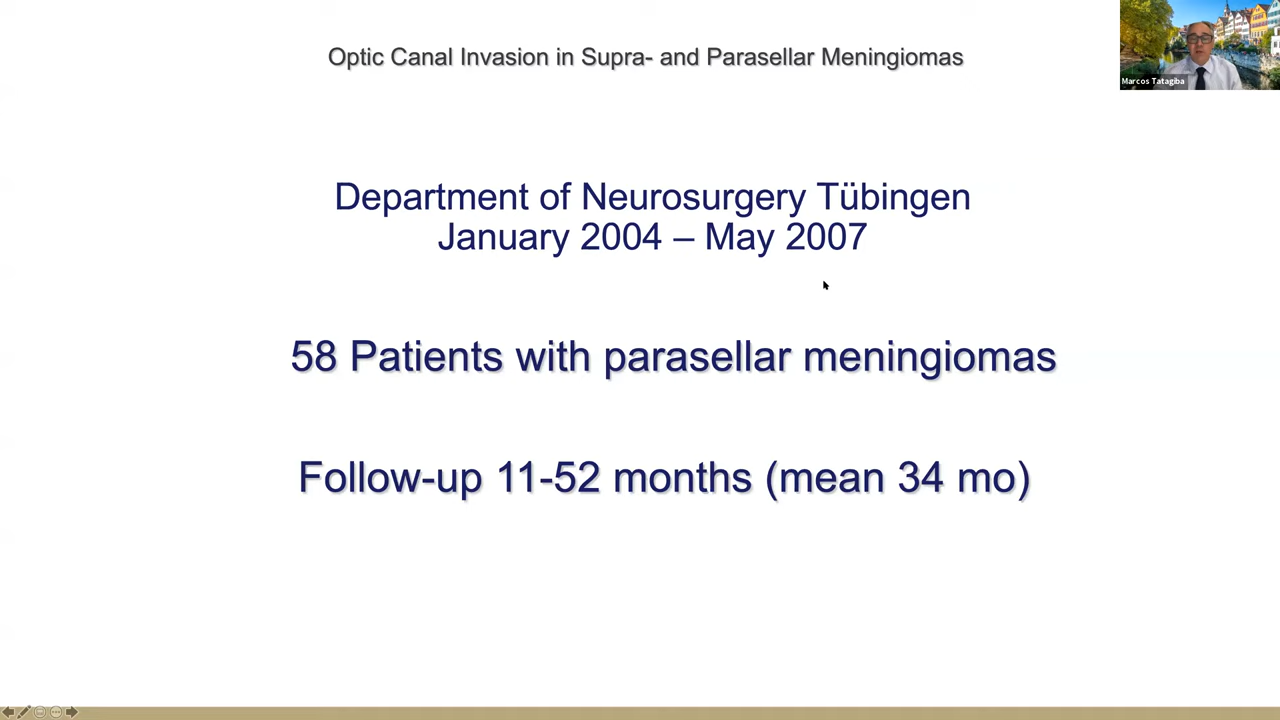 Optic Canal Invasion in Supra- and Parasellar Meningiomas
Marcos Tatagiba
Department of Neurosurgery Tübingen
January 2004 – May 2007
58 Patients with parasellar meningiomas
Follow-up 11-52 months (mean 34 mo)